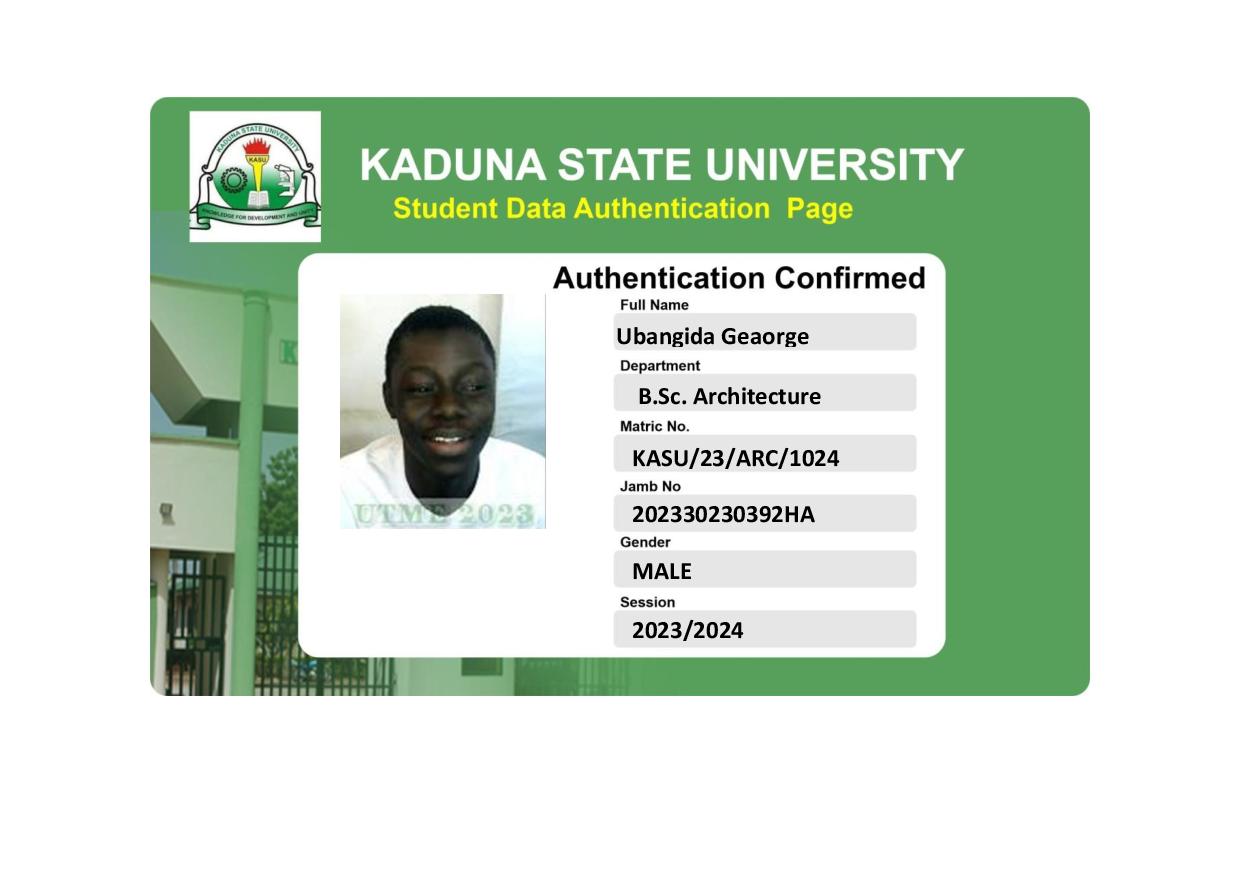 KADUNA STATE UNIVERSITY
KASU
KNOWLEDGE FOR DEVELOPMENT AND UNITY
KADUNA STATE UNIVERSITY
Student Data Authentication Page
Authentication Confirmed
Full Name
Ubangida Geaorge
Department
B.Sc. Architecture
Matric No.
KASU/23/ARC/1024
Jamb No
202330230392HA
Gender
MALE
Session
2023/2024
UTME 2023
K